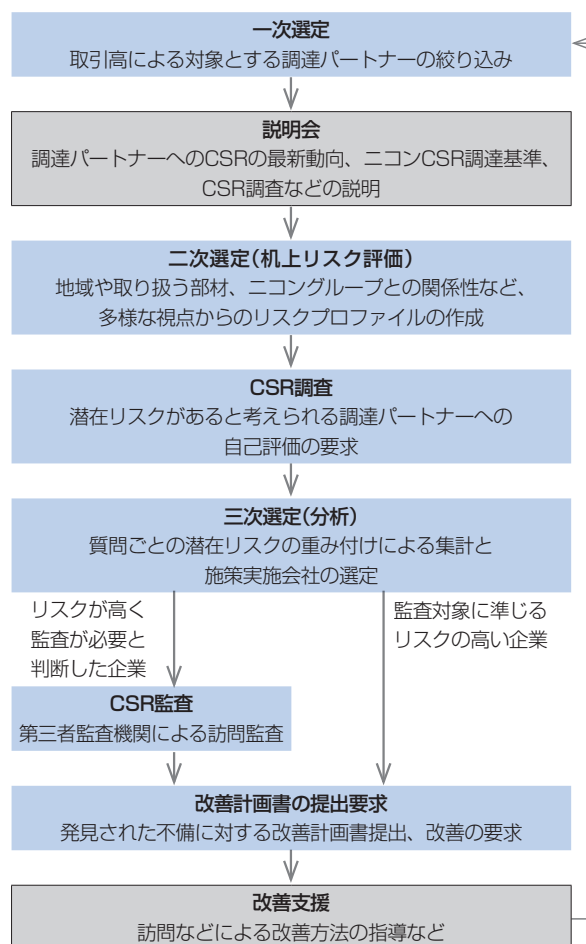 一次選定
取引高による対象とする調達パートナーの絞り込み
説明会
調達パートナーへのCSRの最新動向、ニコンCSR調達基準、
CSR調査などの説明
二次選定(机上リスク評価)
地域や取り扱う部材、ニコングループとの関係性など、
多様な視点からのリスクプロファイルの作成
CSR調査
潜在リスクがあると考えられる調達パートナーへの
自己評価の要求
三次選定(分析)
質問ごとの潜在リスクの重み付けによる集計と
施策実施会社の選定
リスクが高く
監査が必要と
判断した企業
監査対象に準じる
リスクの高い企業
CSR監査
第三者監査機関による訪問監査
改善計画書の提出要求
発見された不備に対する改善計画書提出、改善の要求
改善支援
訪問などによる改善方法の指導など